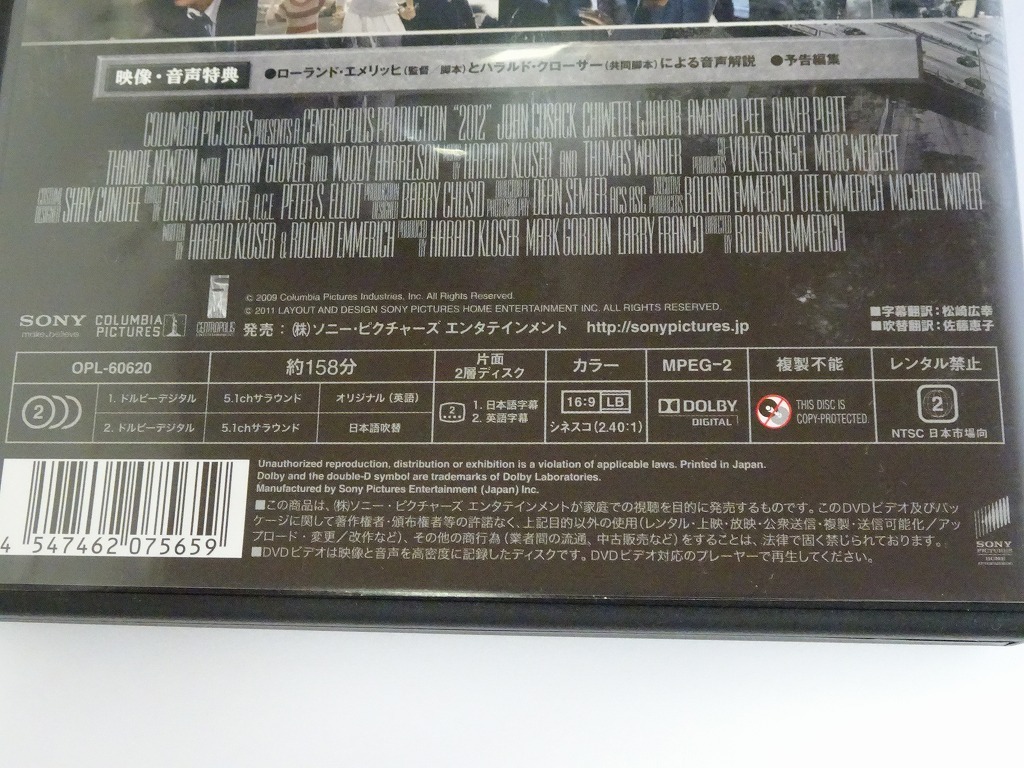 映像・音声特典 ●ローランド・エメリッヒ(監督 脚本)とハラルド・クローサー(共同脚本)による音声解説 ●予告編集
COLUMBIA PICTURES PRESENTS A CENTROPOLIS PRODUCTION "2012" JOHN CUSACK CHIWETEL EJIOFOR AMANDA PEET OLIVER PLATT
THANDIE NEWTON WITH DANNY GLOVER AND WOODY HARRELSON HARALD KLOSER AND THOMAS WANDER VOLKER ENGEL MARC WEIGERT
SHAY CUNLIFFE DAVID BRENNER, A.C.E. PETER S. ELLIOT BARRY CHUSID DEAN SEMLER ACS ASC ROLAND EMMERICH UTE EMMERICH MICHAEL WIMER
WRITTEN BY HARALD KLOSER & ROLAND EMMERICH PRODUCED BY HARALD KLOSER MARK GORDON LARRY FRANCO DIRECTED BY ROLAND EMMERICH
© 2009 Columbia Pictures Industries, Inc. All Rights Reserved.
© 2011 LAYOUT AND DESIGN SONY PICTURES HOME ENTERTAINMENT INC. ALL RIGHTS RESERVED.
SONY make.believe COLUMBIA PICTURES CENTROPOLIS 発売：(株)ソニー・ピクチャーズ エンタテインメント http://sonypictures.jp
■字幕翻訳：松崎広幸
■吹替翻訳：佐藤恵子
OPL-60620 約158分 片面2層ディスク カラー MPEG-2 複製不能 レンタル禁止
2 1. ドルビーデジタル 5.1chサラウンド オリジナル (英語)
2. ドルビーデジタル 5.1chサラウンド 日本語吹替
2 1. 日本語字幕
2. 英語字幕
16:9 LB
シネスコ(2.40:1)
DOLBY DIGITAL
THIS DISC IS COPY-PROTECTED.
2
NTSC 日本市場向
Unauthorized reproduction, distribution or exhibition is a violation of applicable laws. Printed in Japan.
Dolby and the double-D symbol are trademarks of Dolby Laboratories.
Manufactured by Sony Pictures Entertainment (Japan) Inc.
■この商品は、(株)ソニー・ピクチャーズ エンタテインメントが家庭での視聴を目的に発売するものです。このDVDビデオ及びパッ
ケージに関して著作権者・頒布権者等の許諾なく、上記目的以外の使用(レンタル・上映・放映・公衆送信・複製・送信可能化／アッ
プロード・変更／改作など)、その他の商行為(業者間の流通、中古販売など)をすることは、法律で固く禁じられております。
■DVDビデオは映像と音声を高密度に記録したディスクです。DVDビデオ対応のプレーヤーで再生してください。
4 547462 075659
SONY
PICTURES